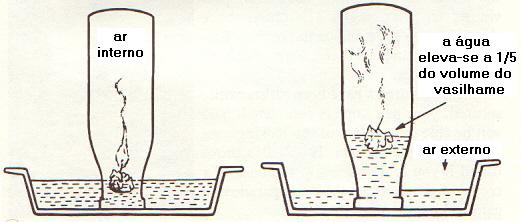 ar
interno
a água
eleva-se a 1/5
do volume do
vasilhame
ar externo